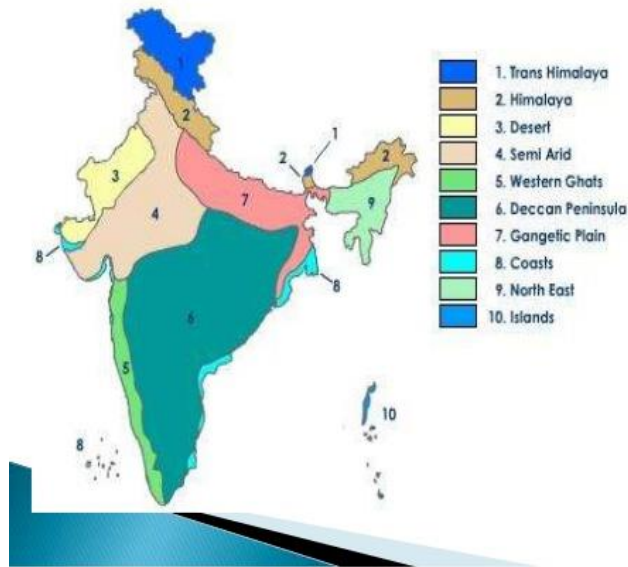 1
2
1
2
2
3
4
7
9
8
8
6
5
8
10
1. Trans Himalaya
2. Himalaya
3. Desert
4. Semi Arid
5. Western Ghats
6. Deccan Peninsula
7. Gangetic Plain
8. Coasts
9. North East
10. Islands